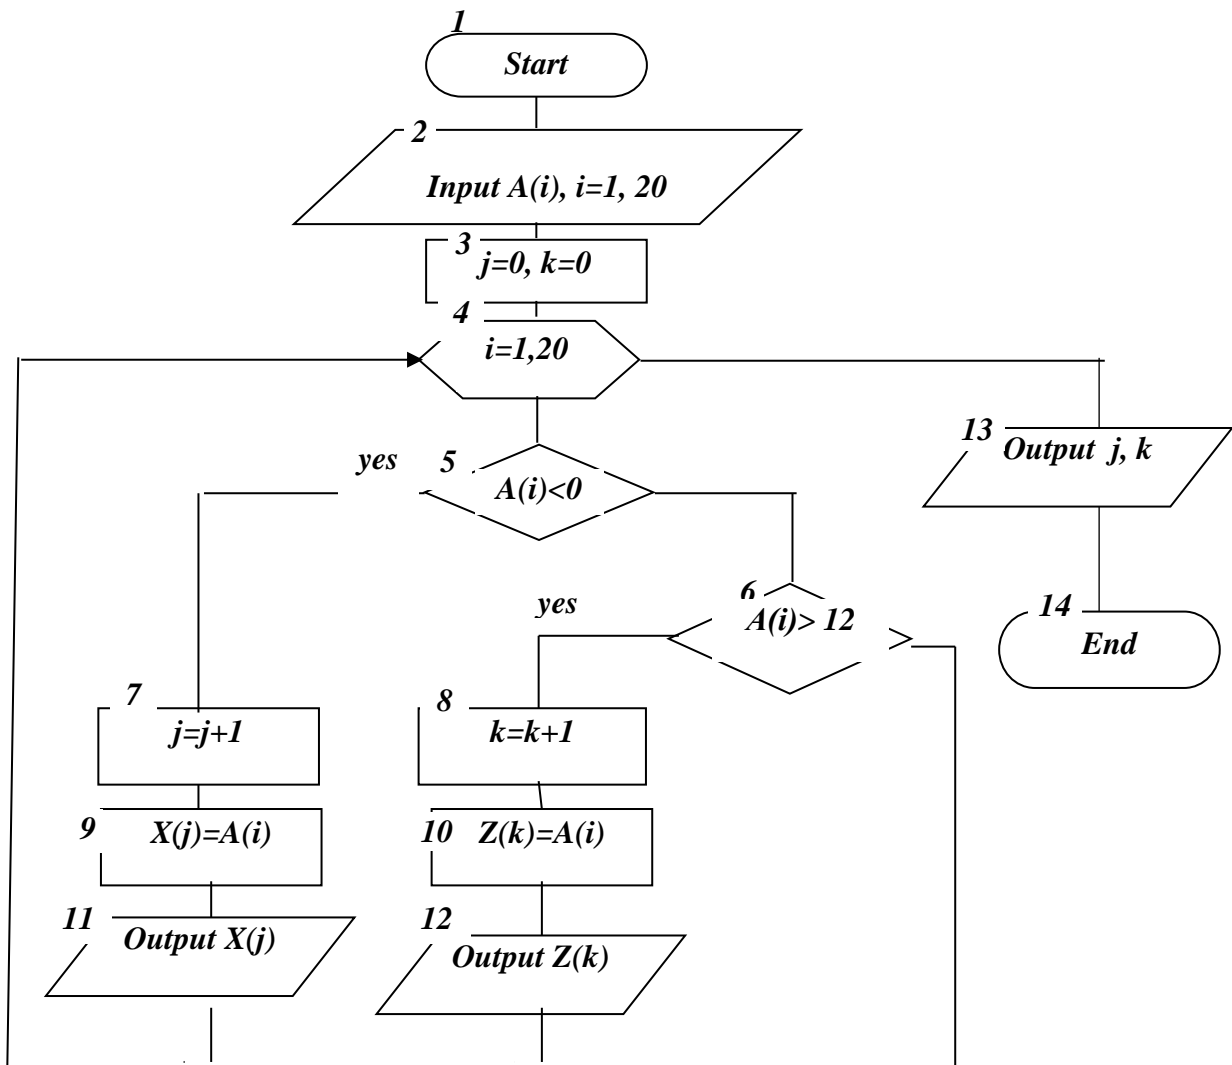 1
Start
2
Input A(i), i=1, 20
3
j=0, k=0
4
i=1,20
yes
5
A(i)<0
13
Output j, k
yes
6
A(i)> 12
14
End
7
j=j+1
8
k=k+1
9
X(j)=A(i)
10
Z(k)=A(i)
11
Output X(j)
12
Output Z(k)